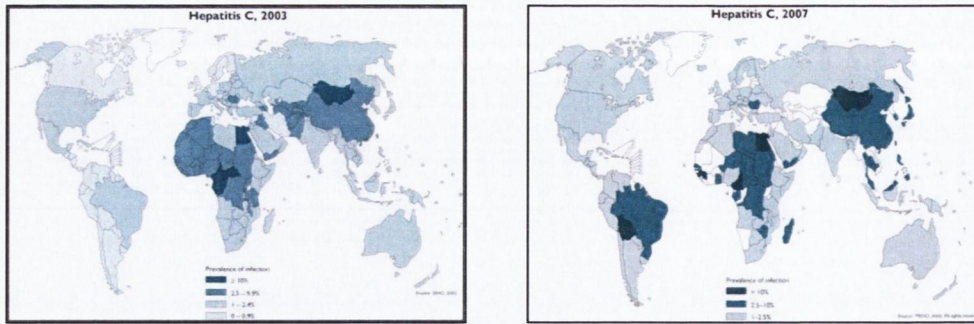 Hepatitis C, 2003
Prevalence of infection
≥ 10%
2.5 – 9.9%
1 – 2.4%
0 – 0.9%
Hepatitis C, 2007
Prevalence of infection
> 10%
2.5–10%
1–2.5%